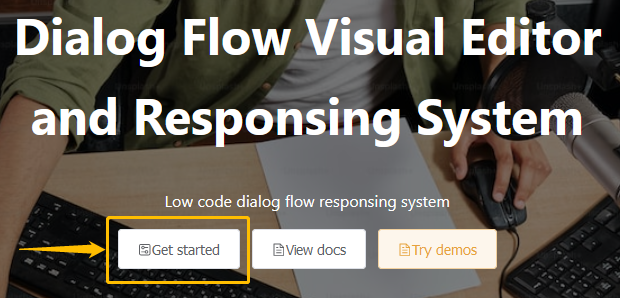 Dialog Flow Visual Editor
and Responsing System
Low code dialog flow responsing system
Get started View docs Try demos